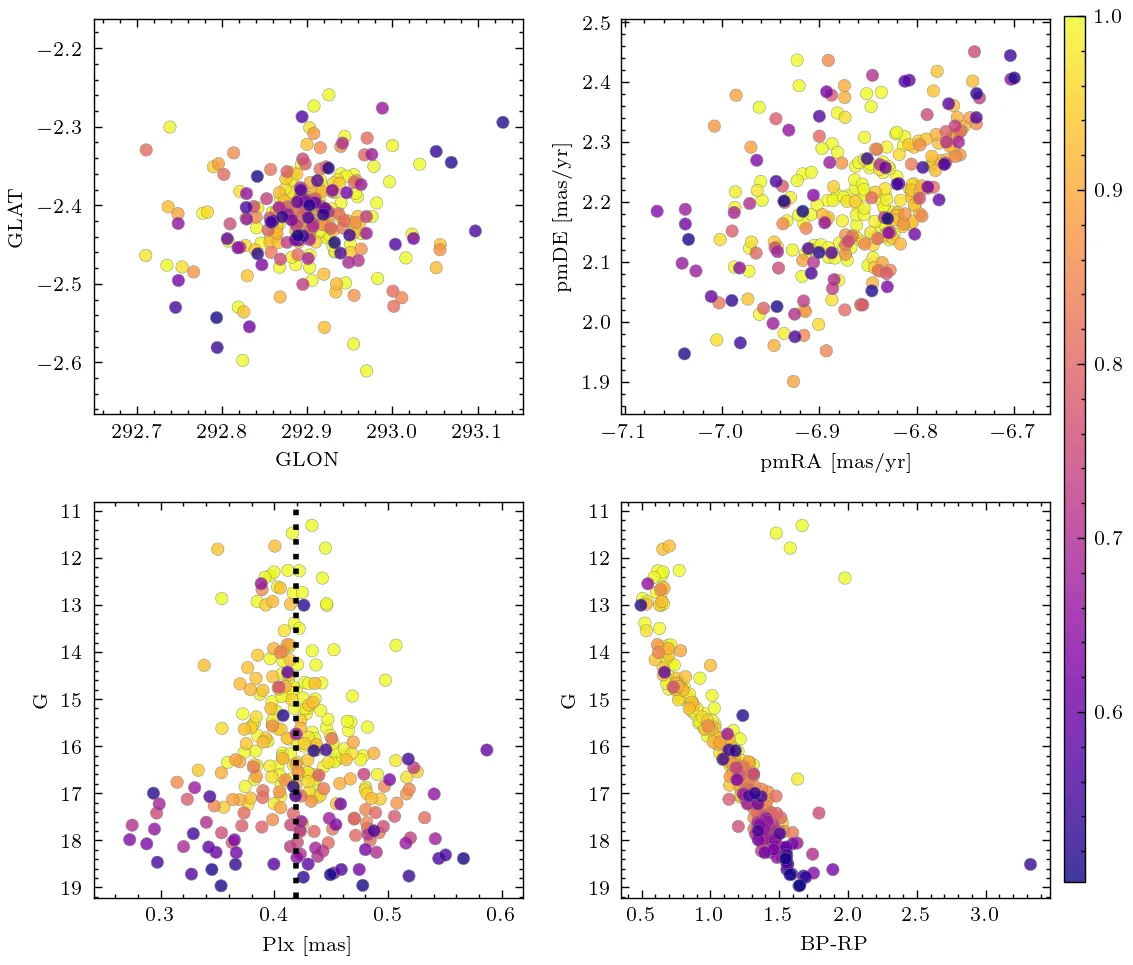 −2.2
−2.3
−2.4
−2.5
−2.6
GLAT
292.7 292.8 292.9 293.0 293.1
GLON
2.5
2.4
2.3
2.2
2.1
2.0
1.9
pmDE [mas/yr]
−7.1 −7.0 −6.9 −6.8 −6.7
pmRA [mas/yr]
1.0
0.9
0.8
0.7
0.6
11
12
13
14
15
16
17
18
19
G
0.3 0.4 0.5 0.6
Plx [mas]
11
12
13
14
15
16
17
18
19
G
0.5 1.0 1.5 2.0 2.5 3.0
BP-RP